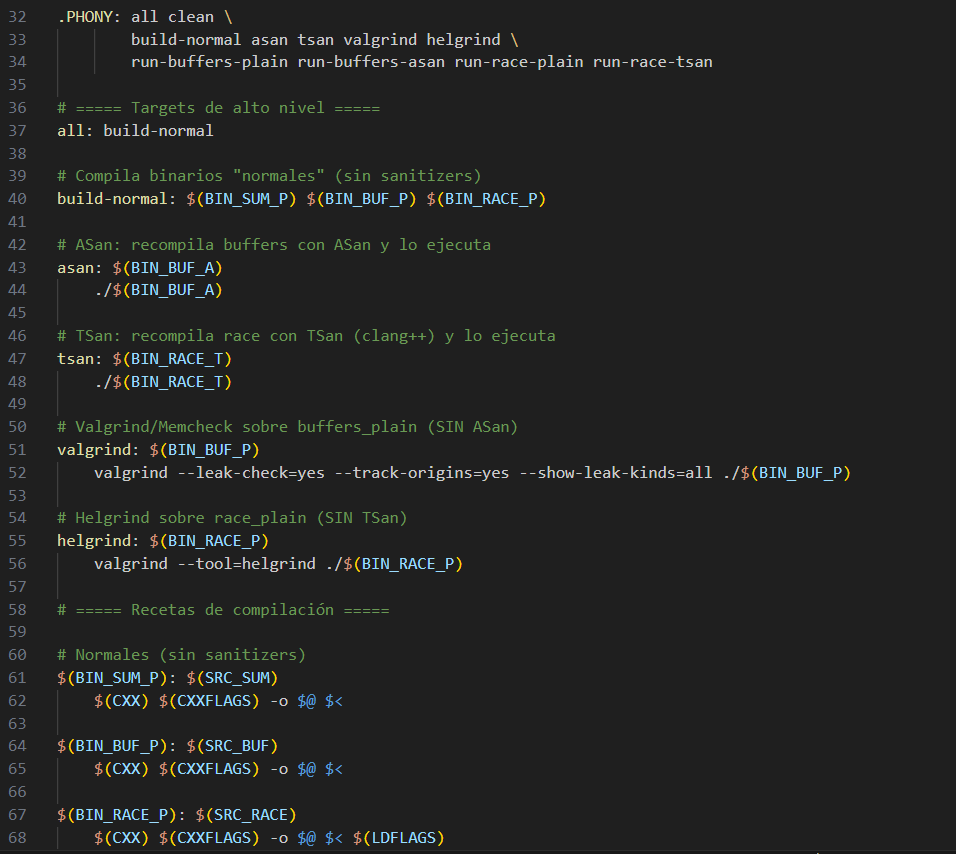 32 .PHONY: all clean \
33         build-normal asan tsan valgrind helgrind \
34         run-buffers-plain run-buffers-asan run-race-plain run-race-tsan
35
36 # ===== Targets de alto nivel =====
37 all: build-normal
38
39 # Compila binarios "normales" (sin sanitizers)
40 build-normal: $(BIN_SUM_P) $(BIN_BUF_P) $(BIN_RACE_P)
41
42 # ASan: recompila buffers con ASan y lo ejecuta
43 asan: $(BIN_BUF_A)
44     ./$(BIN_BUF_A)
45
46 # TSan: recompila race con TSan (clang++) y lo ejecuta
47 tsan: $(BIN_RACE_T)
48     ./$(BIN_RACE_T)
49
50 # Valgrind/Memcheck sobre buffers_plain (SIN ASan)
51 valgrind: $(BIN_BUF_P)
52     valgrind --leak-check=yes --track-origins=yes --show-leak-kinds=all ./$(BIN_BUF_P)
53
54 # Helgrind sobre race_plain (SIN TSan)
55 helgrind: $(BIN_RACE_P)
56     valgrind --tool=helgrind ./$(BIN_RACE_P)
57
58 # ===== Recetas de compilación =====
59
60 # Normales (sin sanitizers)
61 $(BIN_SUM_P): $(SRC_SUM)
62     $(CXX) $(CXXFLAGS) -o $@ $<
63
64 $(BIN_BUF_P): $(SRC_BUF)
65     $(CXX) $(CXXFLAGS) -o $@ $<
66
67 $(BIN_RACE_P): $(SRC_RACE)
68     $(CXX) $(CXXFLAGS) -o $@ $< $(LDFLAGS)